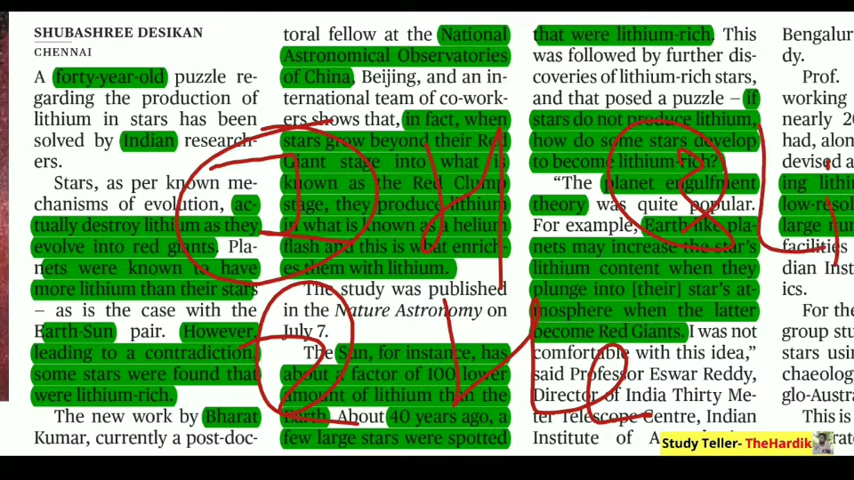 SHUBASHREE DESIKAN
CHENNAI
A forty-year-old puzzle re-
garding the production of
lithium in stars has been
solved by Indian research-
ers.
Stars, as per known me-
chanisms of evolution, ac-
tually destroy lithium as they
evolve into red giants. Pla-
nets were known to have
more lithium than their stars
– as is the case with the
Earth-Sun pair. However,
leading to a contradiction,
some stars were found that
were lithium-rich.
The new work by Bharat
Kumar, currently a post-doc-
toral fellow at the National
Astronomical Observatories
of China, Beijing, and an in-
ternational team of co-work-
ers shows that, in fact, when
stars grow beyond their Red
Giant stage into what is
known as the Red Clump
stage, they produce lithium
in what is known as a helium
flash and this is what enrich-
es them with lithium.
The study was published
in the Nature Astronomy on
July 7.
The Sun, for instance, has
about a factor of 100 lower
amount of lithium than the
Earth. About 40 years ago, a
few large stars were spotted
that were lithium-rich. This
was followed by further dis-
coveries of lithium-rich stars,
and that posed a puzzle – if
stars do not produce lithium,
how do some stars develop
to become lithium-rich?
“The planet engulfment
theory was quite popular.
For example, Earth-like pla-
nets may increase the star’s
lithium content when they
plunge into [their] star’s at-
mosphere when the latter
become Red Giants. I was not
comfortable with this idea,”
said Professor Eswar Reddy,
Director of India Thirty Me-
ter Telescope Centre, Indian
Institute of
Bengalur
dy.
Prof.
working
nearly
had, alon
devised a
ing lithi
low-reso
large nu
facilities
dian Inst
ics.
For the
group stu
stars usin
chaeolog
glo-Austra
This is
Study Teller- TheHardik